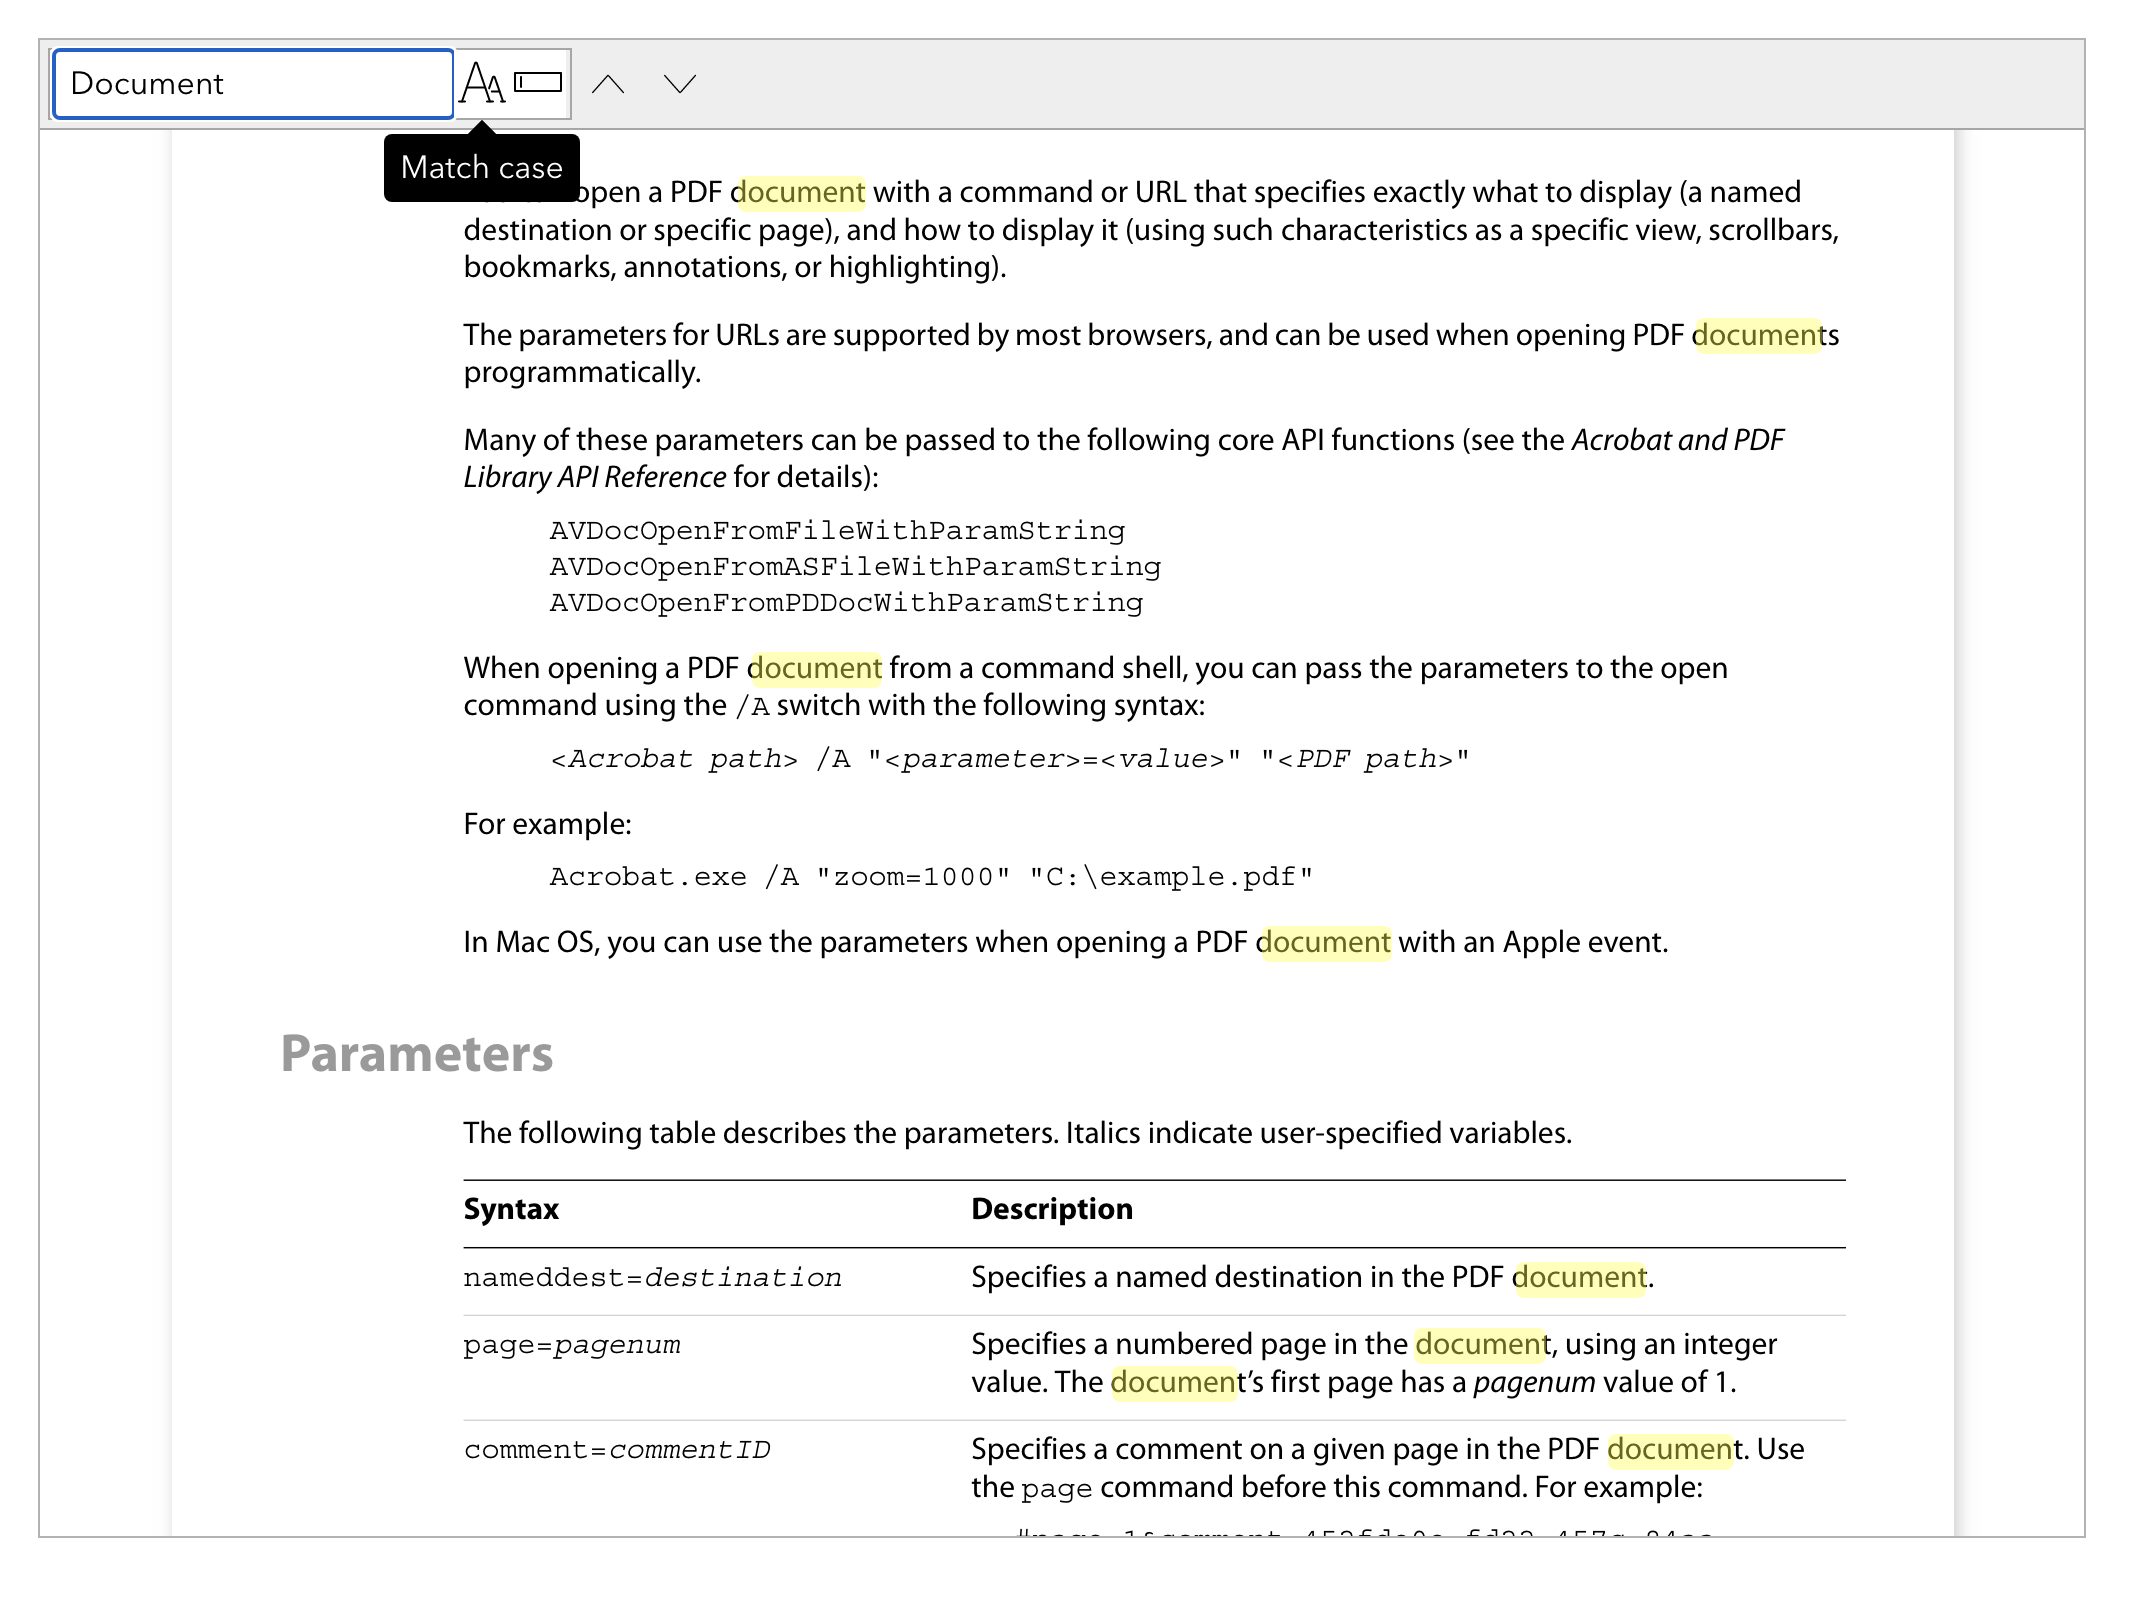 Document
Match case
open a PDF document with a command or URL that specifies exactly what to display (a named
destination or specific page), and how to display it (using such characteristics as a specific view, scrollbars,
bookmarks, annotations, or highlighting).
The parameters for URLs are supported by most browsers, and can be used when opening PDF documents
programmatically.
Many of these parameters can be passed to the following core API functions (see the Acrobat and PDF
Library API Reference for details):
AVDocOpenFromFileWithParamString
AVDocOpenFromASFileWithParamString
AVDocOpenFromPDDocWithParamString
When opening a PDF document from a command shell, you can pass the parameters to the open
command using the /A switch with the following syntax:
<Acrobat path> /A "<parameter>=<value>" "<PDF path>"
For example:
Acrobat.exe /A "zoom=1000" "C:\example.pdf"
In Mac OS, you can use the parameters when opening a PDF document with an Apple event.
Parameters
The following table describes the parameters. Italics indicate user-specified variables.
Syntax Description
nameddest=destination Specifies a named destination in the PDF document.
page=pagenum Specifies a numbered page in the document, using an integer
value. The document’s first page has a pagenum value of 1.
comment=commentID Specifies a comment on a given page in the PDF document. Use
the page command before this command. For example: